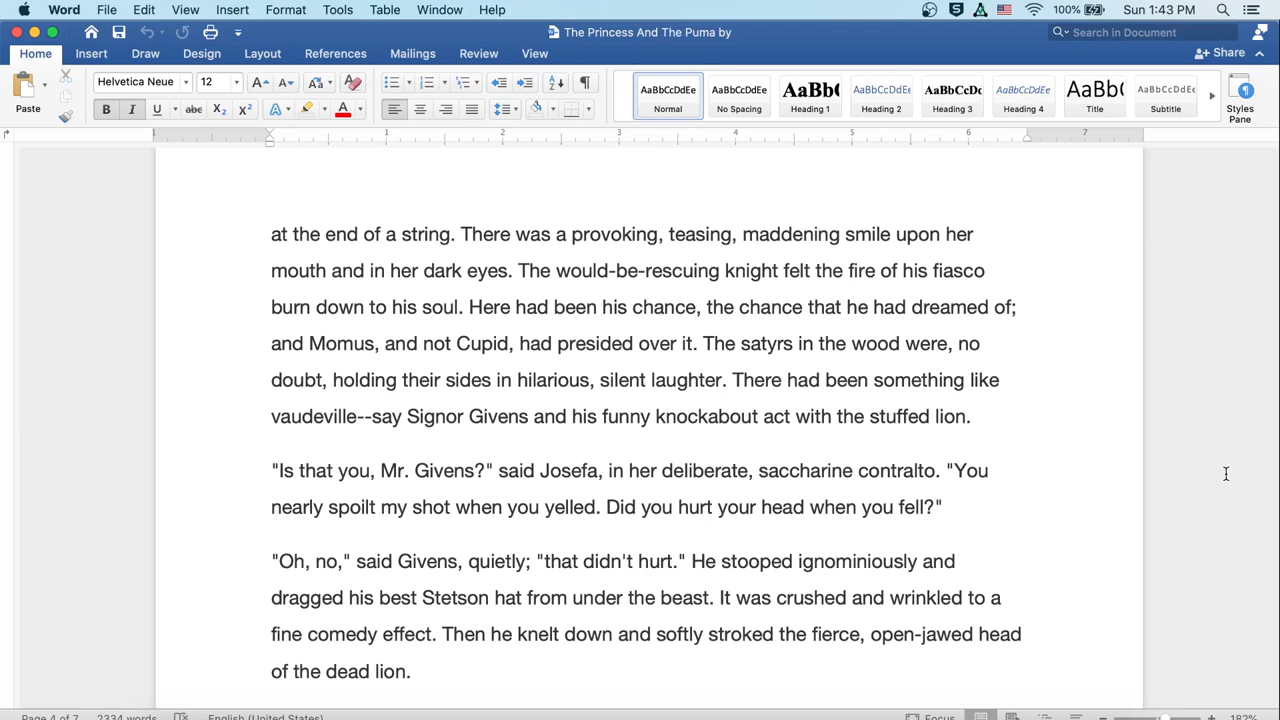 Word File Edit View Insert Format Tools Table Window Help 100% Sun 1:43 PM
The Princess And The Puma by
Search in Document
Home Insert Draw Design Layout References Mailings Review View Share
Paste
Helvetica Neue 12
AaBbCcDdEe AaBbCcDdEe AaBbC AaBbCcDdEe AaBbCcDc AaBbCcDdEe AaBb( AaBbCcDdEe
Normal No Spacing Heading 1 Heading 2 Heading 3 Heading 4 Title Subtitle
Styles
Pane
1 1 2 3 4 5 6 7
at the end of a string. There was a provoking, teasing, maddening smile upon her
mouth and in her dark eyes. The would-be-rescuing knight felt the fire of his fiasco
burn down to his soul. Here had been his chance, the chance that he had dreamed of;
and Momus, and not Cupid, had presided over it. The satyrs in the wood were, no
doubt, holding their sides in hilarious, silent laughter. There had been something like
vaudeville--say Signor Givens and his funny knockabout act with the stuffed lion.
"Is that you, Mr. Givens?" said Josefa, in her deliberate, saccharine contralto. "You
nearly spoilt my shot when you yelled. Did you hurt your head when you fell?"
"Oh, no," said Givens, quietly; "that didn't hurt." He stooped ignominiously and
dragged his best Stetson hat from under the beast. It was crushed and wrinkled to a
fine comedy effect. Then he knelt down and softly stroked the fierce, open-jawed head
of the dead lion.
Page 4 of 7 2334 words English (United States) Focus 182%